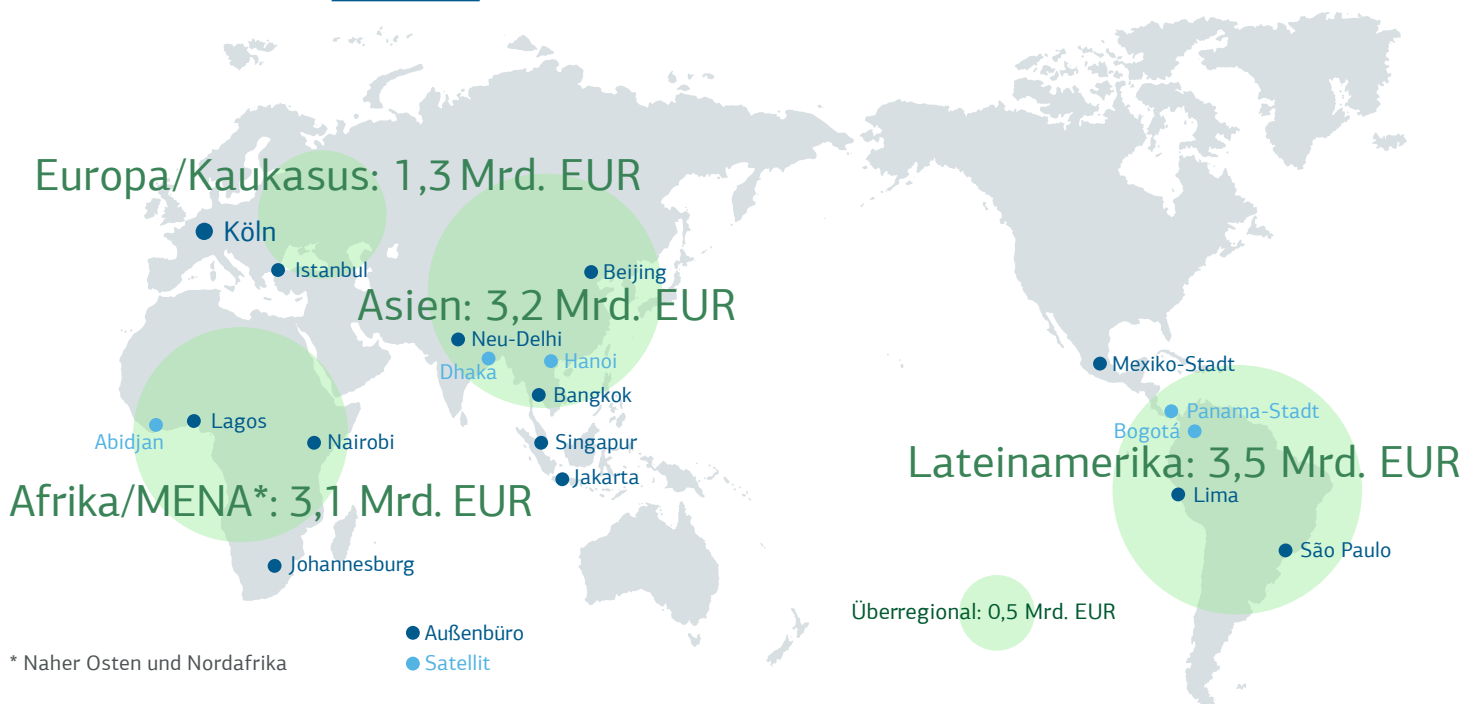 Europa/Kaukasus: 1,3 Mrd. EUR
Köln
Istanbul
Beijing
Asien: 3,2 Mrd. EUR
Neu-Delhi
Dhaka
Hanoi
Bangkok
Mexiko-Stadt
Panama-Stadt
Bogotá
Lagos
Abidjan
Nairobi
Singapur
Jakarta
Lateinamerika: 3,5 Mrd. EUR
Lima
Afrika/MENA*: 3,1 Mrd. EUR
Johannesburg
São Paulo
Überregional: 0,5 Mrd. EUR
Außenbüro
Satellit
* Naher Osten und Nordafrika